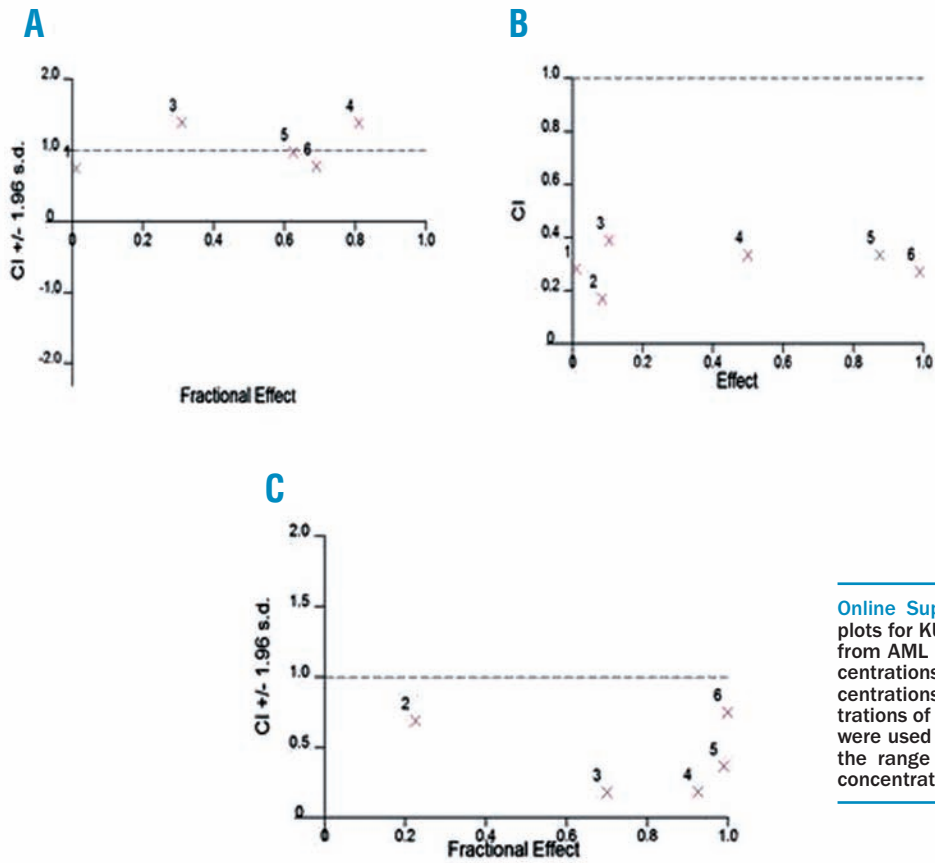 A
2.0
1.0
0
-1.0
-2.0
CI +/- 1.96 s.d.
0 0.2 0.4 0.6 0.8 1.0
Fractional Effect
3
4
5
6
B
1.0
0.8
0.6
0.4
0.2
0
CI
0 0.2 0.4 0.6 0.8 1.0
Effect
1
2
3
4
5
6
C
2.0
1.5
1.0
0.5
0
CI +/- 1.96 s.d.
0 0.2 0.4 0.6 0.8 1.0
Fractional Effect
2
3
4
5
6
Online Sup
plots for KU
from AML
centrations
centrations
trations of
were used
the range
concentrat